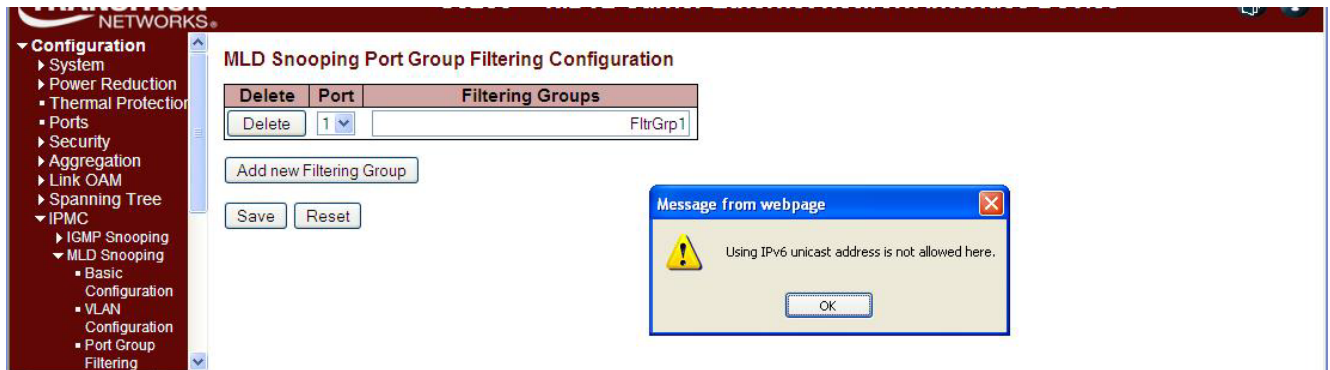 NETWORKS®
Configuration
System
Power Reduction
Thermal Protection
Ports
Security
Aggregation
Link OAM
Spanning Tree
IPMC
IGMP Snooping
MLD Snooping
Basic
Configuration
VLAN
Configuration
Port Group
Filtering
MLD Snooping Port Group Filtering Configuration
Delete Port Filtering Groups
Delete 1 FltrGrp1
Add new Filtering Group
Save Reset
Message from webpage
Using IPv6 unicast address is not allowed here.
OK